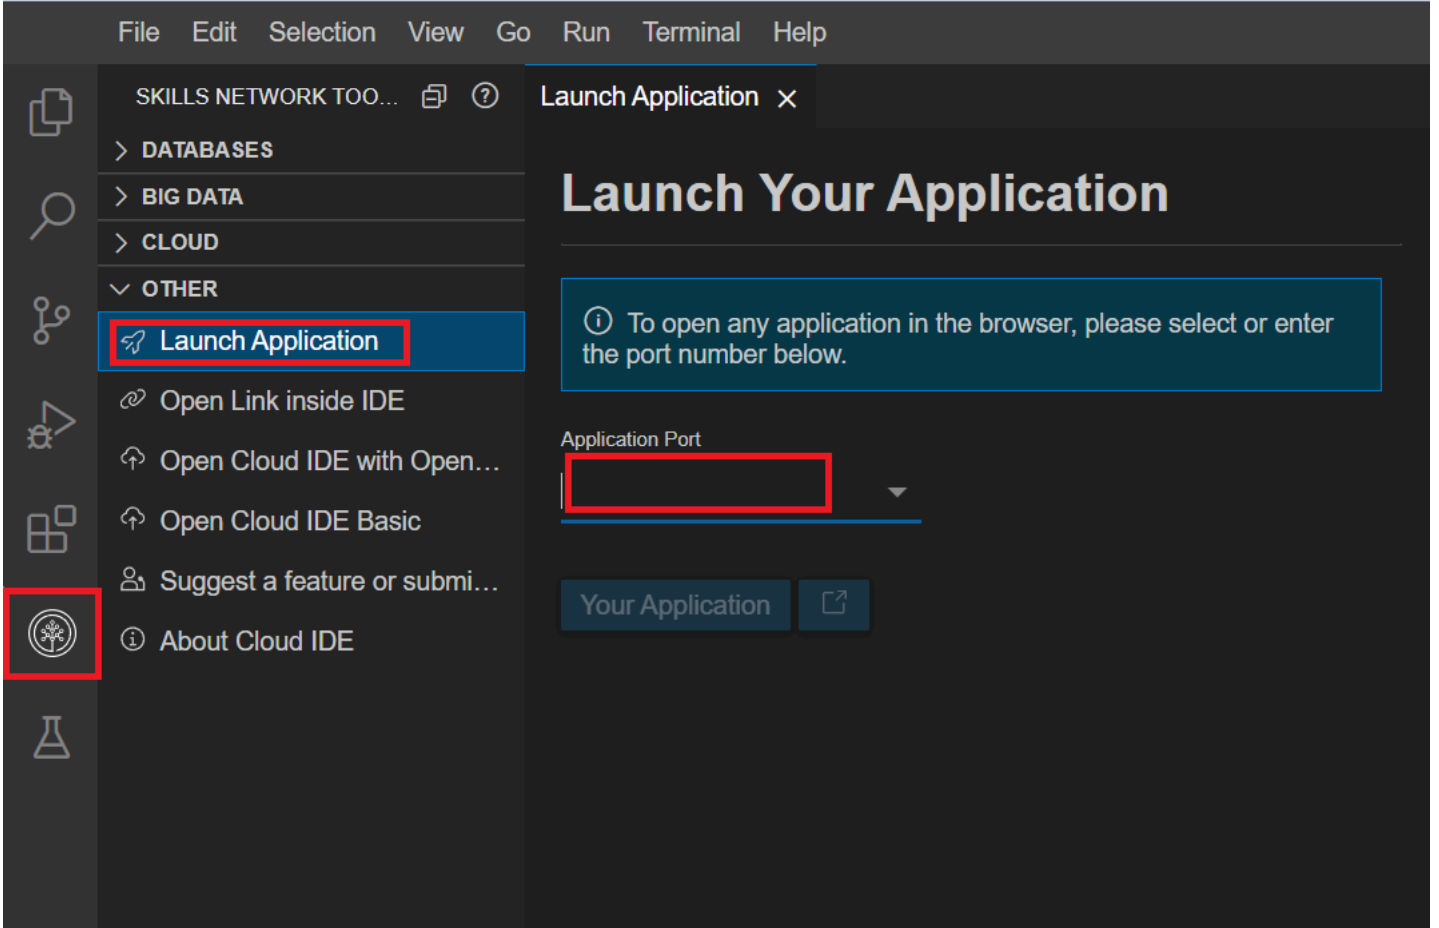 File Edit Selection View Go Run Terminal Help
SKILLS NETWORK TOO...
DATABASES
BIG DATA
CLOUD
OTHER
Launch Application
Open Link inside IDE
Open Cloud IDE with Open...
Open Cloud IDE Basic
Suggest a feature or submi...
About Cloud IDE
Launch Application
Launch Your Application
To open any application in the browser, please select or enter
the port number below.
Application Port
Your Application